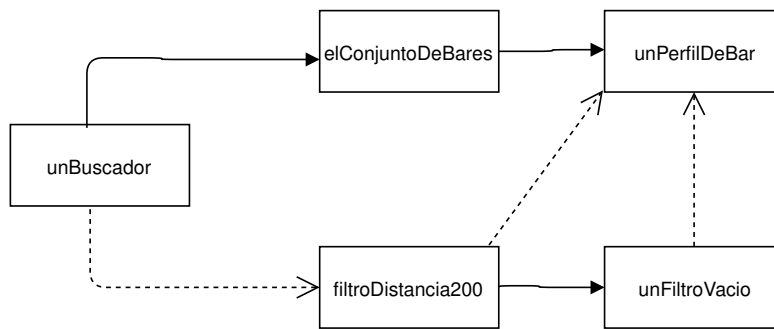 elConjuntoDeBares
unPerfilDeBar
unBuscador
filtroDistancia200
unFiltroVacio